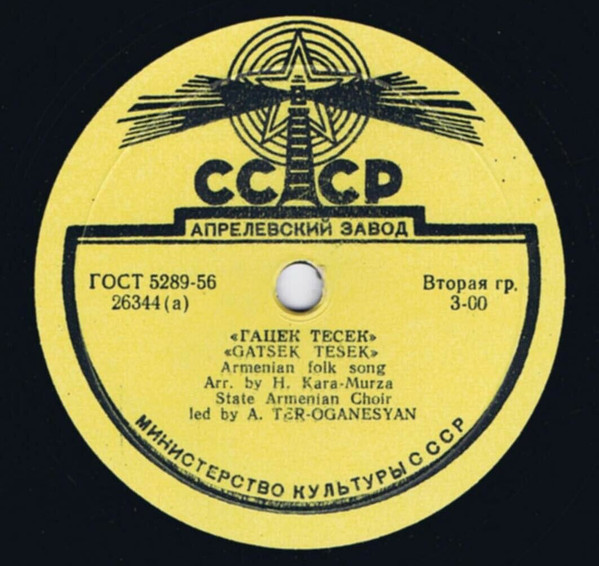 СССР
АПРЕЛЕВСКИЙ ЗАВОД
ГОСТ 5289-56
26344 (а)
Вторая гр.
3-00
«ГАЦЕК ТЕСЕК»
«GATSEK TESEK»
Armenian folk song
Arr. by H. Kara-Murza
State Armenian Choir
led by A. TER-OGANESYAN
МИНИСТЕРСТВО КУЛЬТУРЫ СССР